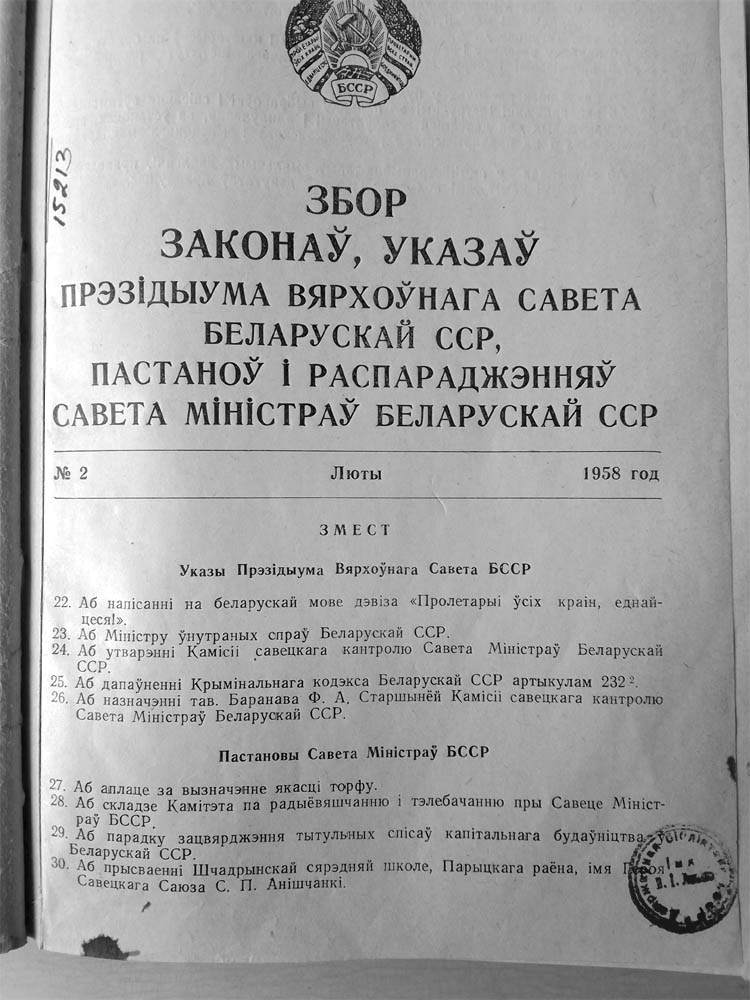 БССР
15213
ЗБОР
ЗАКОНАЎ, УКАЗАЎ
ПРЭЗІДЫУМА ВЯРХОЎНАГА САВЕТА
БЕЛАРУСКАЙ ССР,
ПАСТАНОЎ І РАСПАРАДЖЭННЯЎ
САВЕТА МІНІСТРАЎ БЕЛАРУСКАЙ ССР
№ 2 Люты 1958 год
ЗМЕСТ
Указы Прэзідыума Вярхоўнага Савета БССР
22. Аб напісанні на беларускай мове дэвіза «Пролетарыі ўсіх краін, еднай-
цеся!».
23. Аб Міністру ўнутраных спраў Беларускай ССР.
24. Аб утварэнні Камісіі савецкага кантролю Савета Міністраў Беларускай
ССР.
25. Аб дапаўненні Крымінальнага кодэкса Беларускай ССР артыкулам 232².
26. Аб назначэнні тав. Баранава Ф. А. Старшынёй Камісіі савецкага кантролю
Савета Міністраў Беларускай ССР.
Пастановы Савета Міністраў БССР
27. Аб аплаце за вызначэнне якасці торфу.
28. Аб складзе Камітэта па радыёвяшчанню і тэлебачанню пры Савеце Мініст-
раў БССР.
29. Аб парадку зацвярджэння тытульных спісаў капітальнага будаўніцтва ў
Беларускай ССР.
30. Аб прысваенні Шчадрынскай сярэдняй школе, Парыцкага раёна, імя Героя
Савецкага Саюза С. П. Анішчанкі.
імя
В. І.